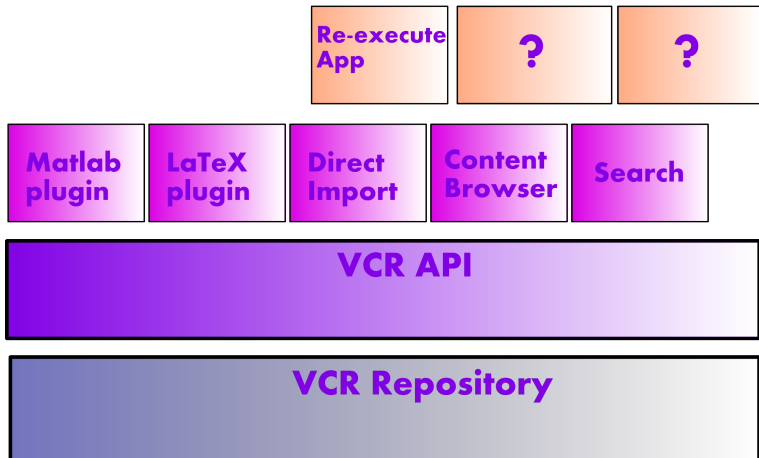 Re-execute
App
?
?
Matlab
plugin
LaTeX
plugin
Direct
Import
Content
Browser
Search
VCR API
VCR Repository